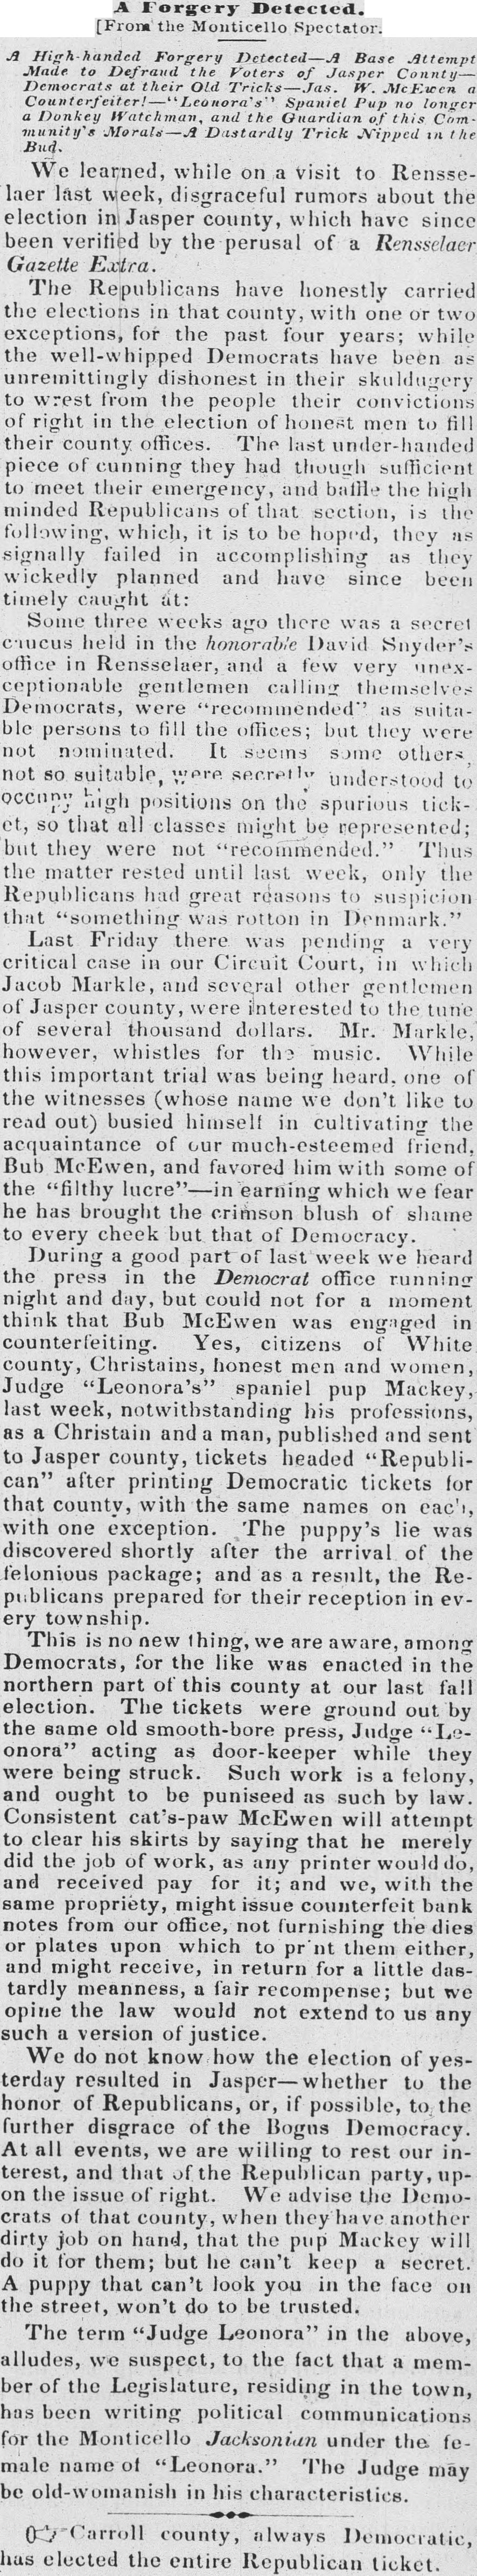 A Forgery Detected.
[From the Monticello Spectator.
A High-handed Forgery Detected—A Base Attempt
Made to Defraud the Voters of Jasper County—
Democrats at their Old Tricks—Jas. W. McEwen a
Counterfeiter!—"Leonora's" Spaniel Pup no longer
a Donkey Watchman, and the Guardian of this Com-
munity's Morals—A Dastardly Trick Nipped in the
Bud.
We learned, while on a visit to Rensse-
laer last week, disgraceful rumors about the
election in Jasper county, which have since
been verified by the perusal of a Rensselaer
Gazette Extra.
The Republicans have honestly carried
the elections in that county, with one or two
exceptions, for the past four years; while
the well-whipped Democrats have been as
unremittingly dishonest in their skuldugery
to wrest from the people their convictions
of right in the election of honest men to fill
their county offices. The last under-handed
piece of cunning they had though sufficient
to meet their emergency, and baffle the high
minded Republicans of that section, is the
following, which, it is to be hoped, they as
signally failed in accomplishing as they
wickedly planned and have since been
timely caught at:
Some three weeks ago there was a secret
caucus held in the honorable David Snyder's
office in Rensselaer, and a few very unex-
ceptionable gentlemen calling themselves
Democrats, were "recommended" as suita-
ble persons to fill the offices; but they were
not nominated. It seems some others,
not so suitable, were secretly understood to
occupy high positions on the spurious tick-
et, so that all classes might be represented;
but they were not "recommended." Thus
the matter rested until last week, only the
Republicans had great reasons to suspicion
that "something was rotton in Denmark."
Last Friday there was pending a very
critical case in our Circuit Court, in which
Jacob Markle, and several other gentlemen
of Jasper county, were interested to the tune
of several thousand dollars. Mr. Markle,
however, whistles for the music. While
this important trial was being heard, one of
the witnesses (whose name we don't like to
read out) busied himself in cultivating the
acquaintance of our much-esteemed friend,
Bub McEwen, and favored him with some of
the "filthy lucre"—in earning which we fear
he has brought the crimson blush of shame
to every cheek but that of Democracy.
During a good part of last week we heard
the press in the Democrat office running
night and day, but could not for a moment
think that Bub McEwen was engaged in
counterfeiting. Yes, citizens of White
county, Christains, honest men and women,
Judge "Leonora's" spaniel pup Mackey,
last week, notwithstanding his professions,
as a Christain and a man, published and sent
to Jasper county, tickets headed "Republi-
can" after printing Democratic tickets for
that county, with the same names on each,
with one exception. The puppy's lie was
discovered shortly after the arrival of the
felonious package; and as a result, the Re-
publicans prepared for their reception in ev-
ery township.
This is no new thing, we are aware, among
Democrats, for the like was enacted in the
northern part of this county at our last fall
election. The tickets were ground out by
the same old smooth-bore press, Judge "Le-
onora" acting as door-keeper while they
were being struck. Such work is a felony,
and ought to be puniseed as such by law.
Consistent cat's-paw McEwen will attempt
to clear his skirts by saying that he merely
did the job of work, as any printer would do,
and received pay for it; and we, with the
same propriety, might issue counterfeit bank
notes from our office, not furnishing the dies
or plates upon which to pr'nt them either,
and might receive, in return for a little das-
tardly meanness, a fair recompense; but we
opine the law would not extend to us any
such a version of justice.
We do not know how the election of yes-
terday resulted in Jasper—whether to the
honor of Republicans, or, if possible, to the
further disgrace of the Bogus Democracy.
At all events, we are willing to rest our in-
terest, and that of the Republican party, up-
on the issue of right. We advise the Demo-
crats of that county, when they have another
dirty job on hand, that the pup Mackey will
do it for them; but he can't keep a secret.
A puppy that can't look you in the face on
the street, won't do to be trusted.
The term "Judge Leonora" in the above,
alludes, we suspect, to the fact that a mem-
ber of the Legislature, residing in the town,
has been writing political communications
for the Monticello Jacksonian under the fe-
male name of "Leonora." The Judge may
be old-womanish in his characteristics.
☞Carroll county, always Democratic,
has elected the entire Republican ticket.